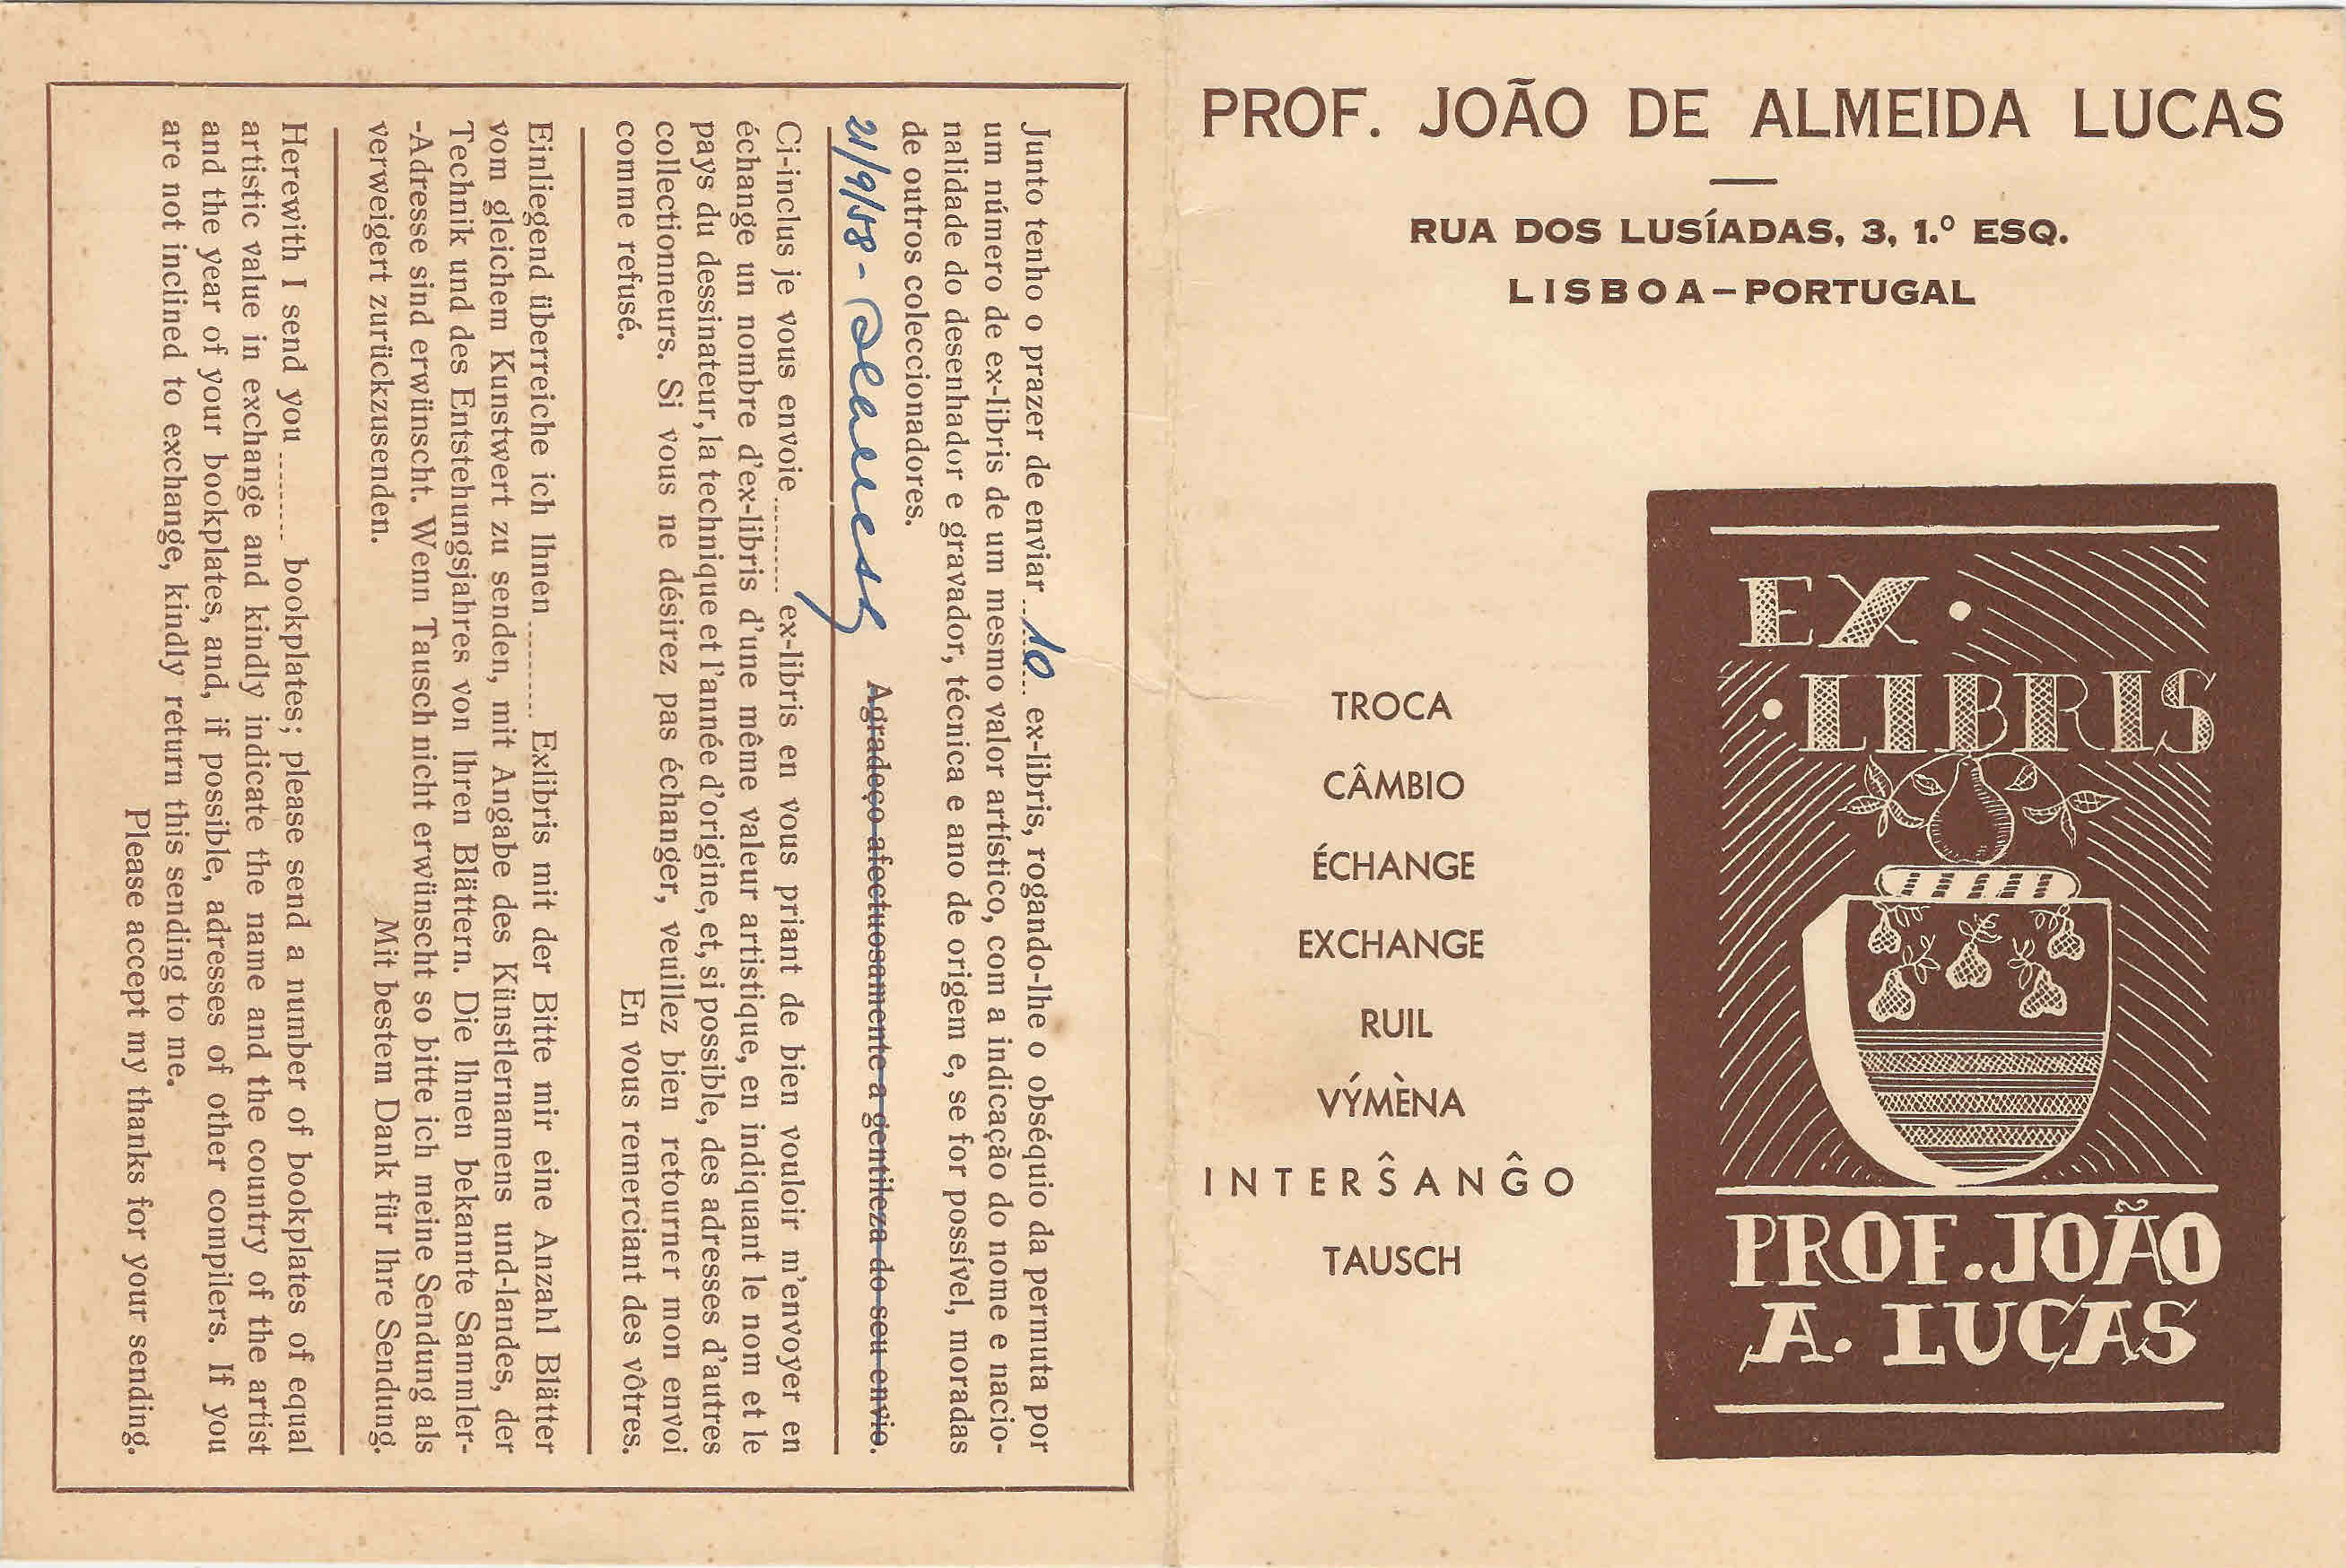 PROF. JOÃO DE ALMEIDA LUCAS
RUA DOS LUSÍADAS, 3, 1.º ESQ.
LISBOA – PORTUGAL
TROCA
CÂMBIO
ÉCHANGE
EXCHANGE
RUIL
VÝMÈNA
INTERŜANĜO
TAUSCH
EX •
• LIBRIS
PROF. JOÃO
A. LUCAS
Junto tenho o prazer de enviar 10 ex-libris, rogando-lhe o obséquio da permuta por
um número de ex-libris de um mesmo valor artístico, com a indicação do nome e nacio-
nalidade do desenhador e gravador, técnica e ano de origem e, se for possível, moradas
de outros coleccionadores.
Agradeço afectuosamente a gentileza do seu envio.
21/9/58 -
Ci-inclus je vous envoie .......... ex-libris en vous priant de bien vouloir m'envoyer en
échange un nombre d'ex-libris d'une même valeur artistique, en indiquant le nom et le
pays du dessinateur, la technique et l'année d'origine, et, si possible, des adresses d'autres
collectionneurs. Si vous ne désirez pas échanger, veuillez bien retourner mon envoi
comme refusé.
En vous remerciant des vôtres.
Einliegend überreiche ich Ihnen .......... Exlibris mit der Bitte mir eine Anzahl Blätter
vom gleichem Kunstwert zu senden, mit Angabe des Künstlernamens und-landes, der
Technik und des Entstehungsjahres von Ihren Blättern. Die Ihnen bekannte Sammler-
-Adresse sind erwünscht. Wenn Tausch nicht erwünscht so bitte ich meine Sendung als
verweigert zurückzusenden.
Mit bestem Dank für Ihre Sendung.
Herewith I send you .......... bookplates; please send a number of bookplates of equal
artistic value in exchange and kindly indicate the name and the country of the artist
and the year of your bookplates, and, if possible, adresses of other compilers. If you
are not inclined to exchange, kindly return this sending to me.
Please accept my thanks for your sending.